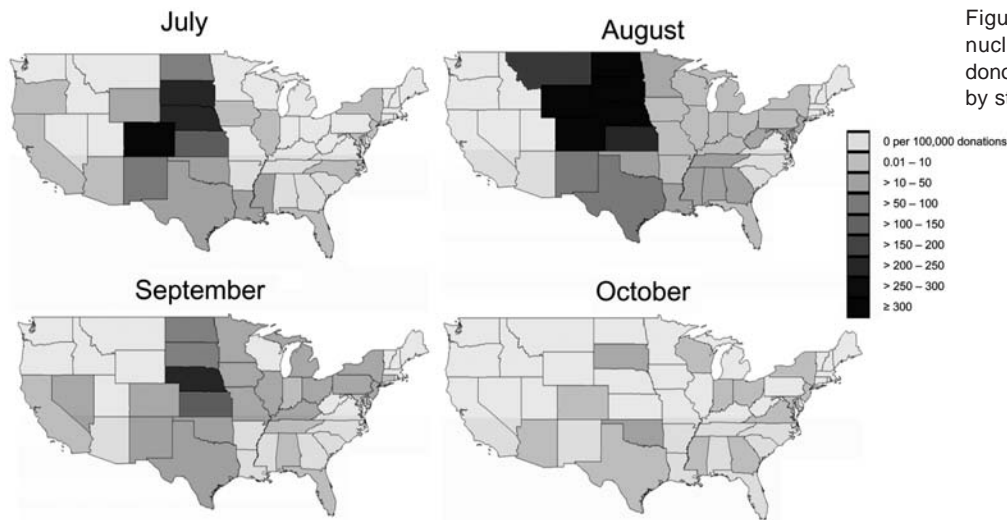 July
August
Figu
nucl
dono
by st
0 per 100,000 donations
0.01 – 10
> 10 – 50
> 50 – 100
> 100 – 150
> 150 – 200
> 200 – 250
> 250 – 300
≥ 300
September
October